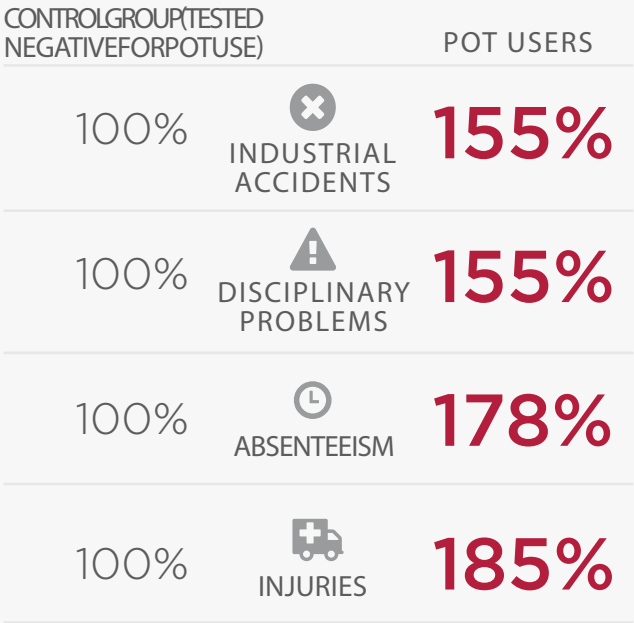 CONTROLGROUP(TESTED
NEGATIVEFORPOTUSE)
POT USERS
100%
INDUSTRIAL
ACCIDENTS
155%
100%
DISCIPLINARY
PROBLEMS
155%
100%
ABSENTEEISM
178%
100%
INJURIES
185%